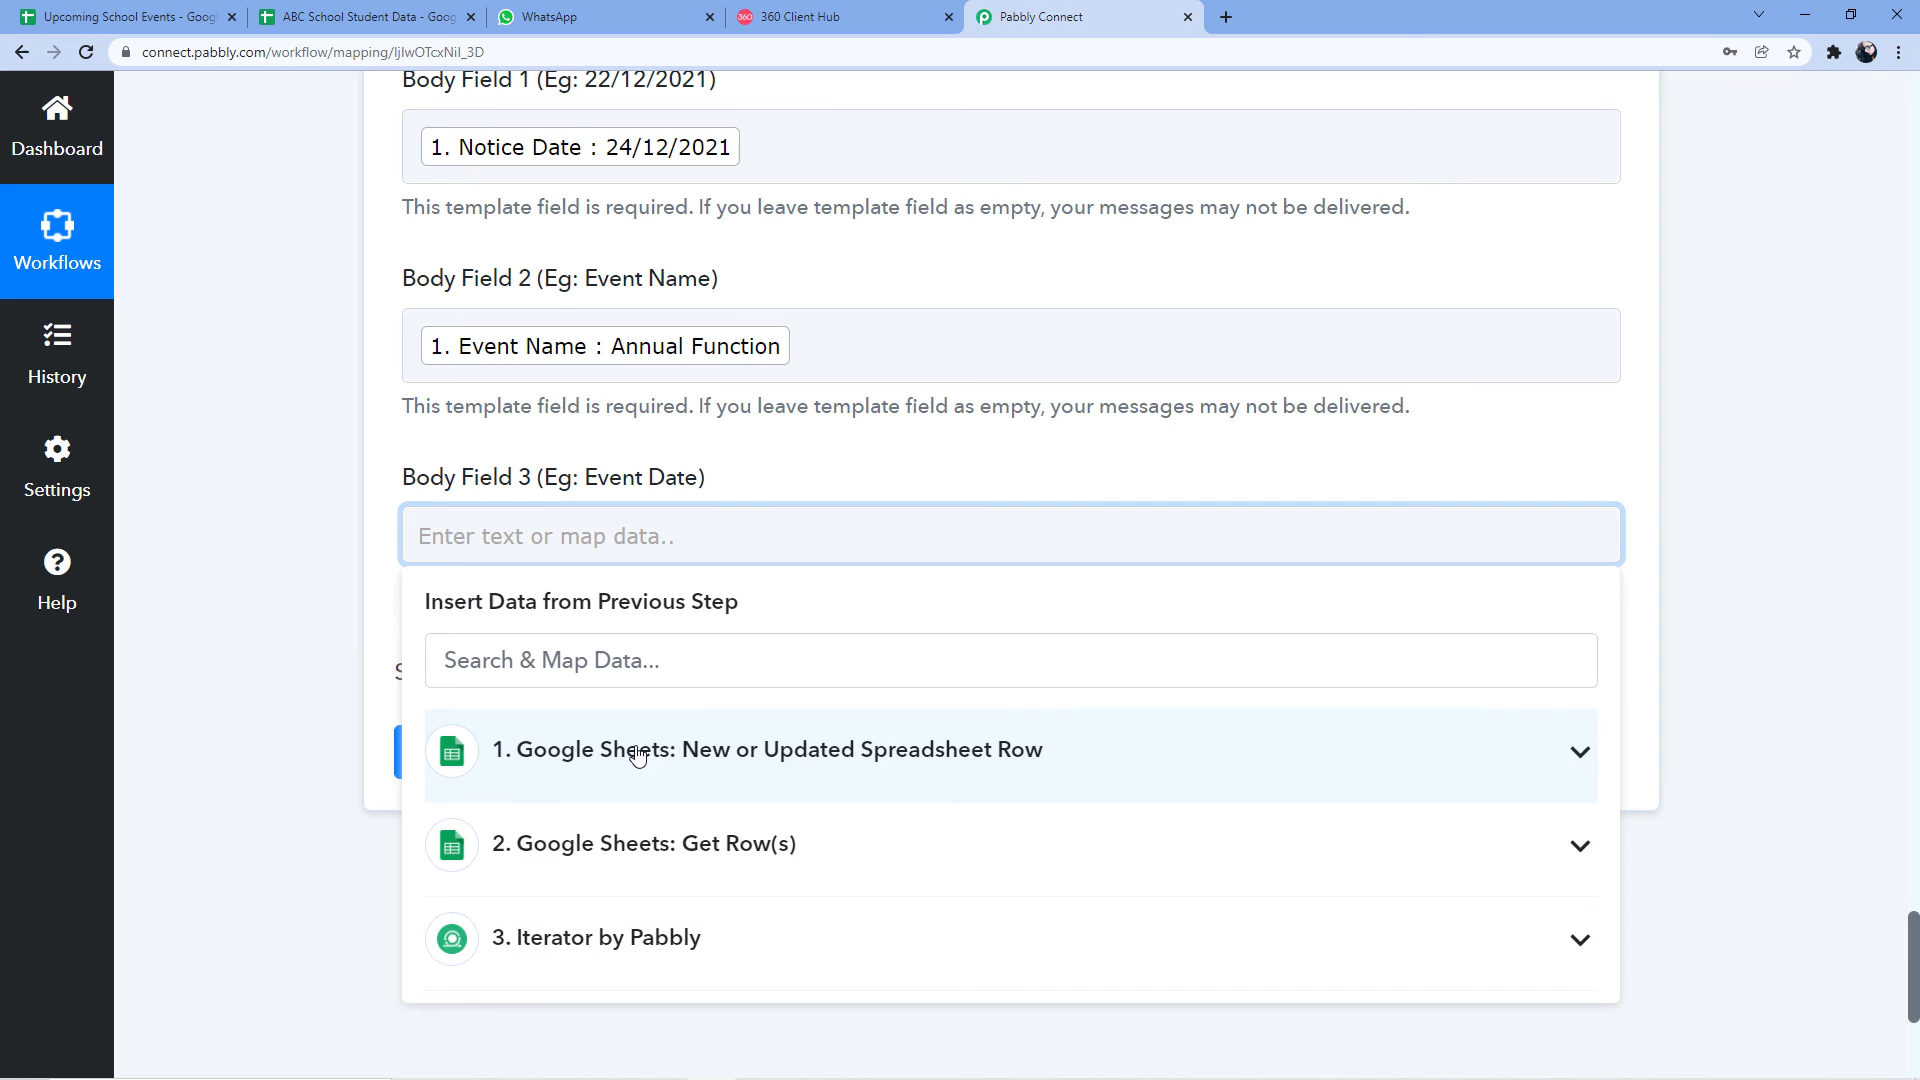 Upcoming School Events - Goog
ABC School Student Data - Goog
WhatsApp
360 Client Hub
Pabbly Connect
connect.pabbly.com/workflow/mapping/IjIwOTcxNiI_3D
Dashboard
Workflows
History
Settings
Help
Body Field 1 (Eg: 22/12/2021)
1. Notice Date : 24/12/2021
This template field is required. If you leave template field as empty, your messages may not be delivered.
Body Field 2 (Eg: Event Name)
1. Event Name : Annual Function
This template field is required. If you leave template field as empty, your messages may not be delivered.
Body Field 3 (Eg: Event Date)
Enter text or map data..
Insert Data from Previous Step
Search & Map Data...
1. Google Sheets: New or Updated Spreadsheet Row
2. Google Sheets: Get Row(s)
3. Iterator by Pabbly